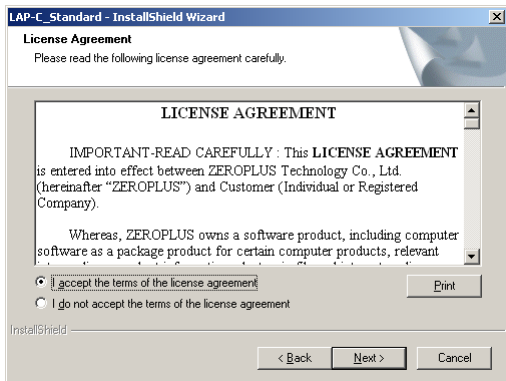 LAP-C_Standard - InstallShield Wizard
License Agreement
Please read the following license agreement carefully.
LICENSE AGREEMENT
IMPORTANT-READ CAREFULLY : This LICENSE AGREEMENT
is entered into effect between ZEROPLUS Technology Co., Ltd.
(hereinafter “ZEROPLUS”) and Customer (Individual or Registered
Company).
Whereas, ZEROPLUS owns a software product, including computer
software as a package product for certain computer products, relevant
I accept the terms of the license agreement
Print
I do not accept the terms of the license agreement
InstallShield
< Back
Next >
Cancel